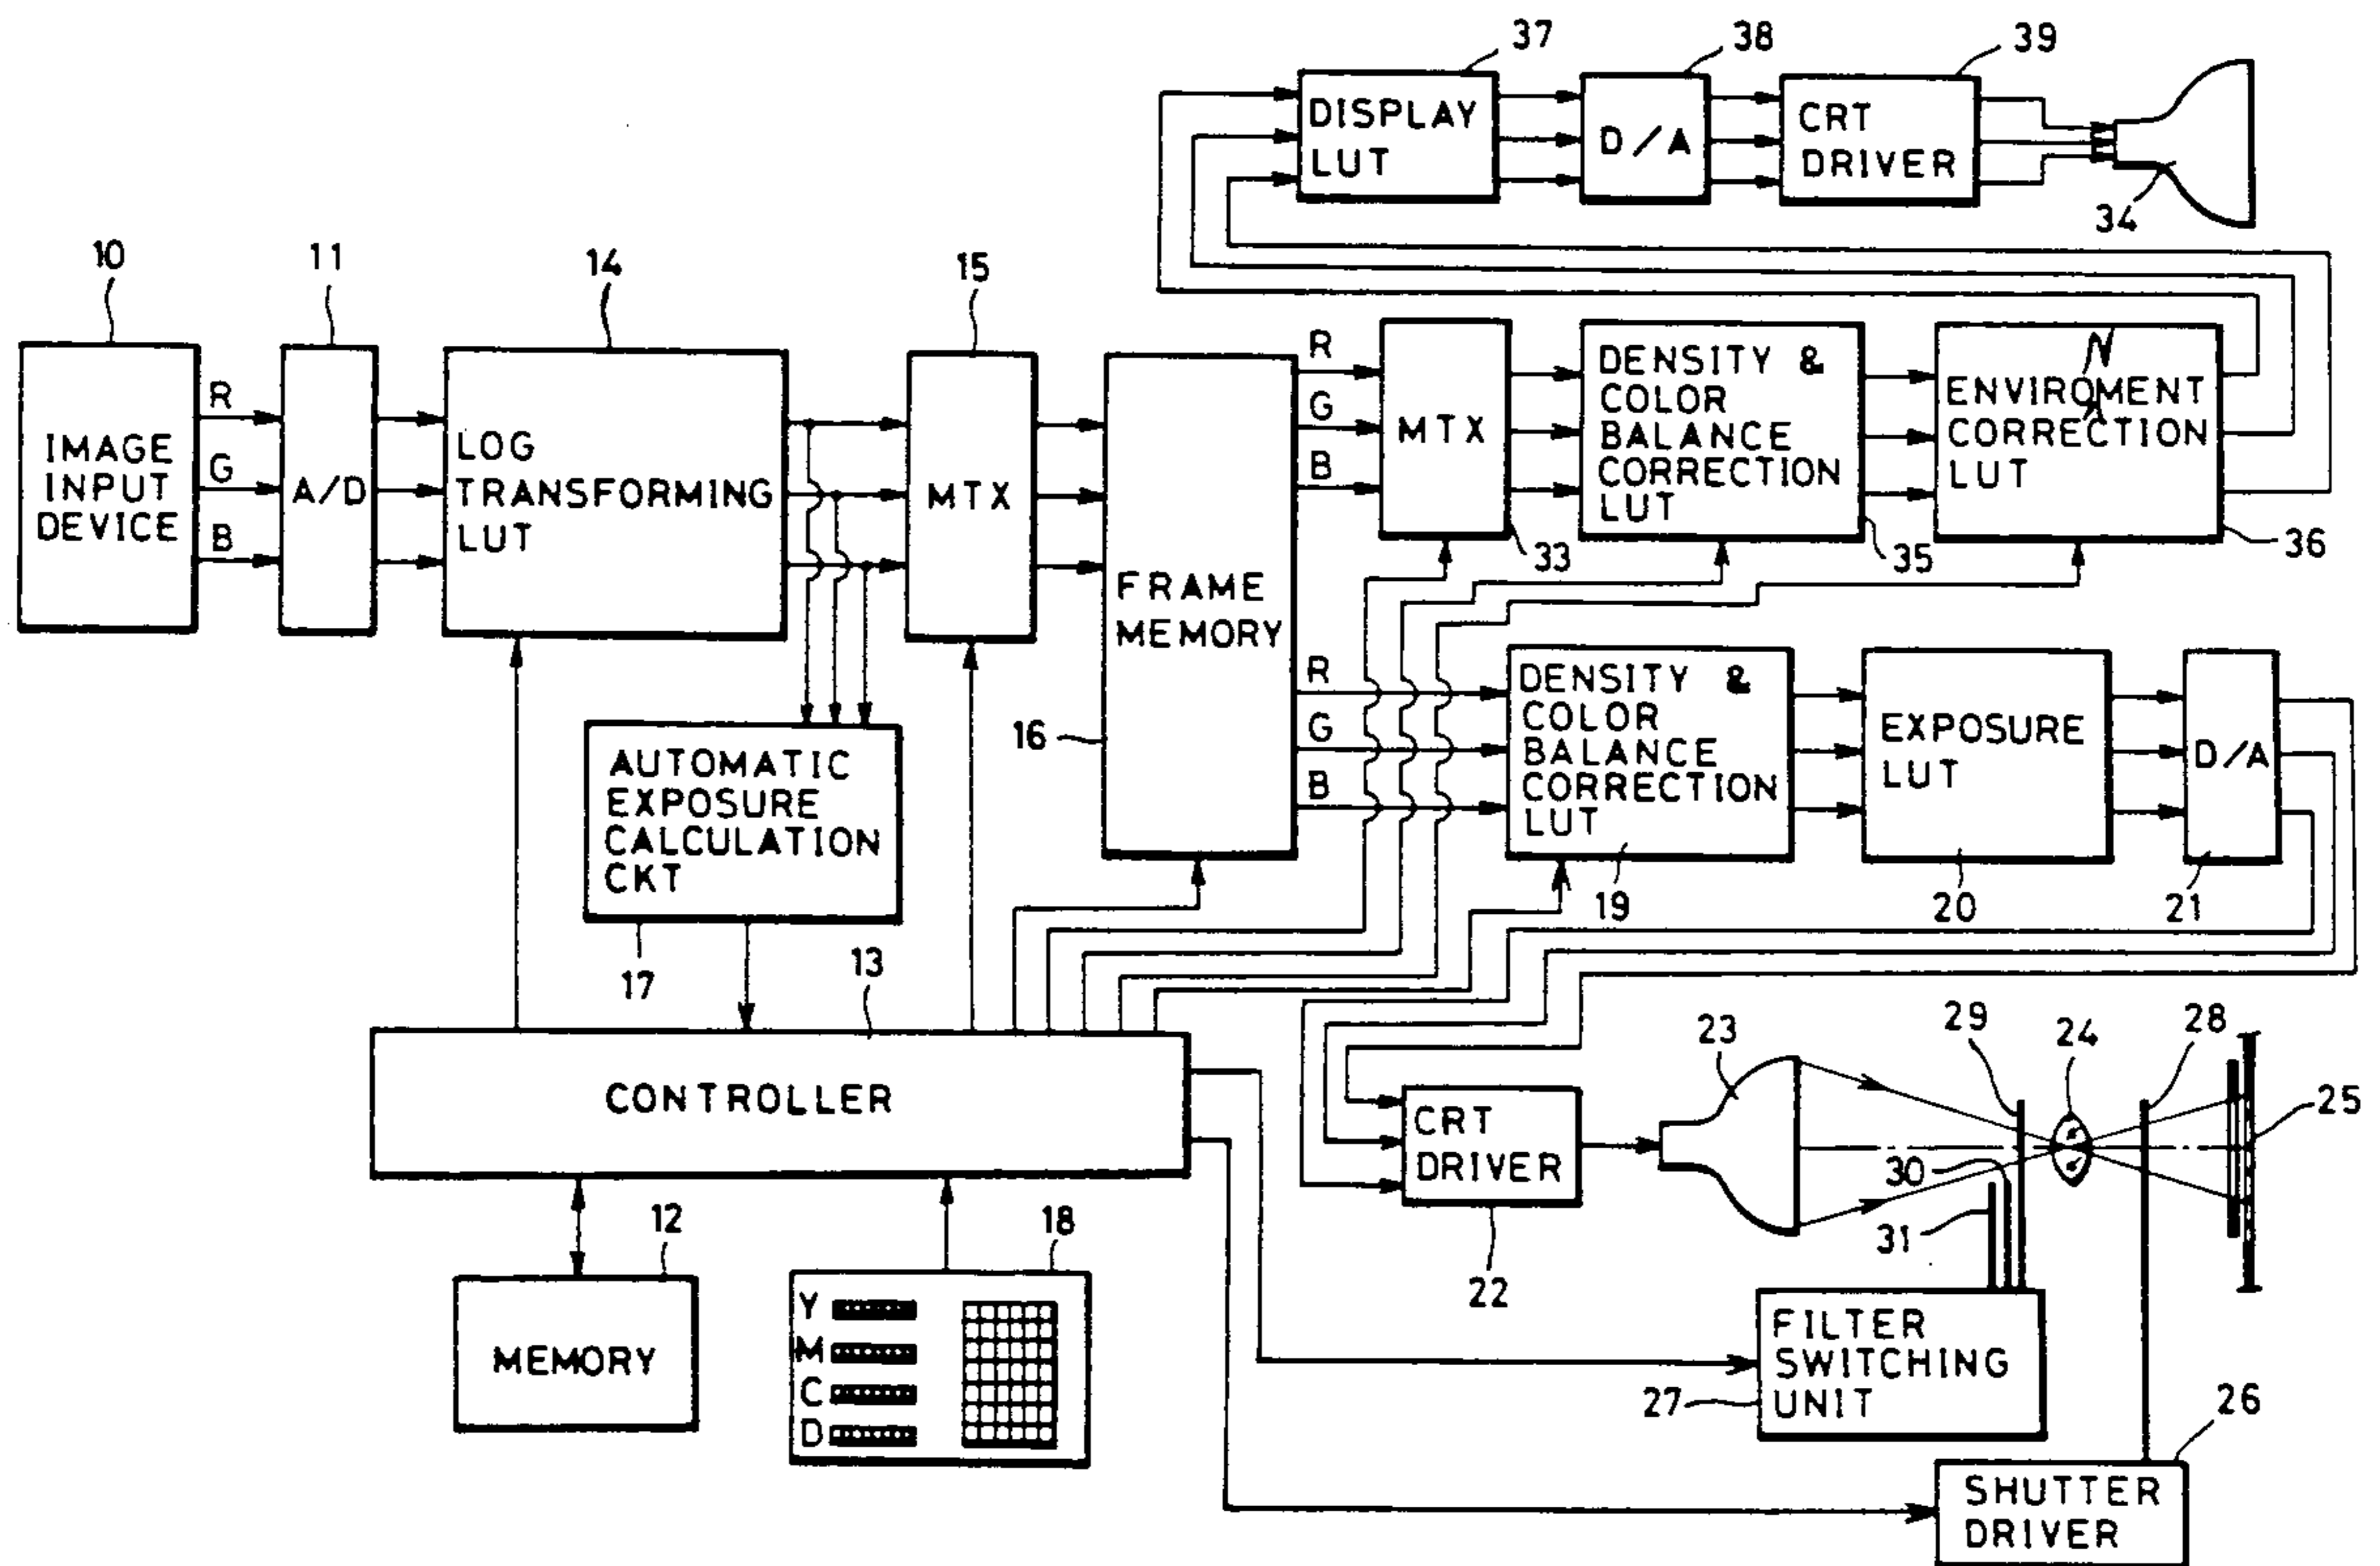 37
38
39
DISPLAY
LUT
D/A
CRT
DRIVER
34
10
11
14
15
IMAGE
INPUT
DEVICE
R
G
B
A/D
LOG
TRANSFORMING
LUT
MTX
FRAME
MEMORY
16
R
G
B
MTX
33
DENSITY &
COLOR
BALANCE
CORRECTION
LUT
35
N
ENVIROMENT
CORRECTION
LUT
36
R
G
B
DENSITY &
COLOR
BALANCE
CORRECTION
LUT
19
EXPOSURE
LUT
20
D/A
21
AUTOMATIC
EXPOSURE
CALCULATION
CKT
17
13
CONTROLLER
12
MEMORY
18
Y
M
C
D
CRT
DRIVER
22
23
29
24
28
25
30
31
FILTER
SWITCHING
UNIT
27
26
SHUTTER
DRIVER